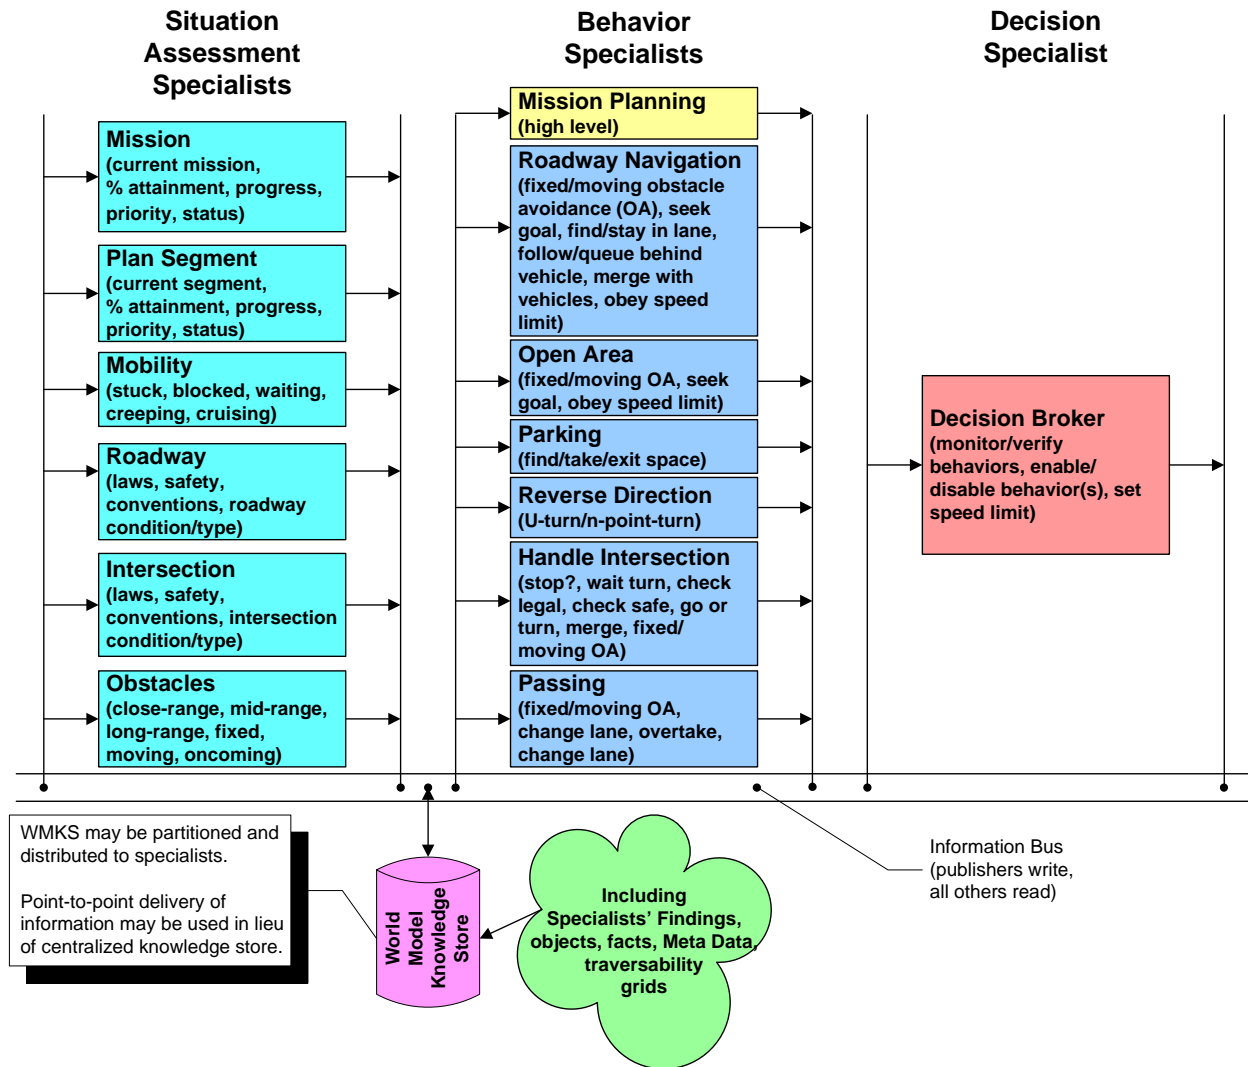 Situation
Assessment
Specialists
Behavior
Specialists
Decision
Specialist
Mission
(current mission,
% attainment, progress,
priority, status)
Plan Segment
(current segment,
% attainment, progress,
priority, status)
Mobility
(stuck, blocked, waiting,
creeping, cruising)
Roadway
(laws, safety,
conventions, roadway
condition/type)
Intersection
(laws, safety,
conventions, intersection
condition/type)
Obstacles
(close-range, mid-range,
long-range, fixed,
moving, oncoming)
Mission Planning
(high level)
Roadway Navigation
(fixed/moving obstacle
avoidance (OA), seek
goal, find/stay in lane,
follow/queue behind
vehicle, merge with
vehicles, obey speed
limit)
Open Area
(fixed/moving OA, seek
goal, obey speed limit)
Parking
(find/take/exit space)
Reverse Direction
(U-turn/n-point-turn)
Handle Intersection
(stop?, wait turn, check
legal, check safe, go or
turn, merge, fixed/
moving OA)
Passing
(fixed/moving OA,
change lane, overtake,
change lane)
Decision Broker
(monitor/verify
behaviors, enable/
disable behavior(s), set
speed limit)
WMKS may be partitioned and
distributed to specialists.
Point-to-point delivery of
information may be used in lieu
of centralized knowledge store.
World
Model
Knowledge
Store
Including
Specialists' Findings,
objects, facts, Meta Data,
traversability
grids
Information Bus
(publishers write,
all others read)